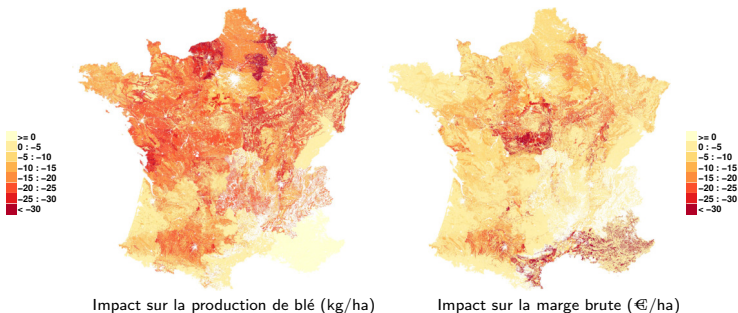 >= 0
0 : −5
−5 : −10
−10 : −15
−15 : −20
−20 : −25
−25 : −30
< −30
>= 0
0 : −5
−5 : −10
−10 : −15
−15 : −20
−20 : −25
−25 : −30
< −30
Impact sur la production de blé (kg/ha)
Impact sur la marge brute (€/ha)